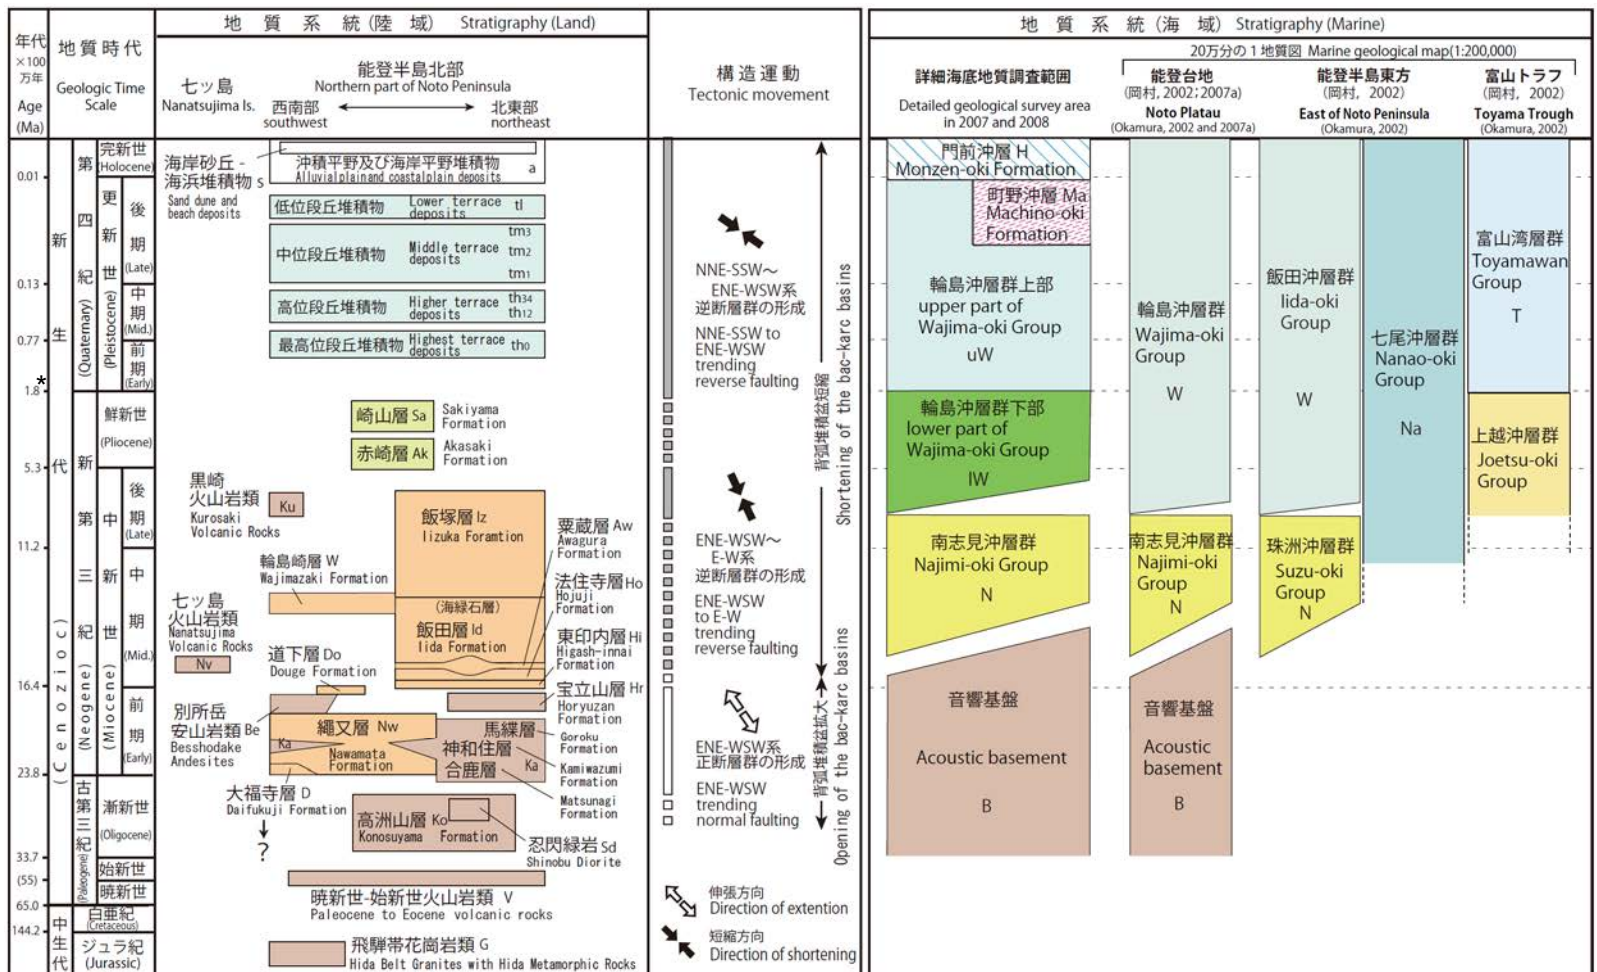 地 質 系 統 (陸 域) Stratigraphy (Land)
年代
×100
万年
Age
(Ma)
地 質 時 代
Geologic Time
Scale
七ッ島
Nanatsujima Is.
能登半島北部
Northern part of Noto Peninsula
西南部
southwest
北東部
northeast
構造運動
Tectonic movement
0.01
0.13
0.77
*
1.8
5.3
11.2
16.4
23.8
33.7
(55)
65.0
144.2
新
生
代
(Cenozoic)
中
生
代
第
四
紀
(Quaternary)
新
第
三
紀
(Neogene)
古
第
三
紀
(Paleogene)
完新世
(Holocene)
更
新
世
(Pleistocene)
後
期
(Late)
中
期
(Mid.)
前
期
(Early)
鮮新世
(Pliocene)
中
新
世
(Miocene)
後
期
(Late)
中
期
(Mid.)
前
期
(Early)
漸新世
(Oligocene)
始新世
暁新世
白亜紀
(Cretaceous)
ジュラ紀
(Jurassic)
海岸砂丘 -
海浜堆積物 s
Sand dune and
beach deposits
沖積平野及び海岸平野堆積物
Alluvial plain and coastal plain deposits
a
低位段丘堆積物 Lower terrace
deposits tl
中位段丘堆積物 Middle terrace
deposits
tm3
tm2
tm1
高位段丘堆積物 Higher terrace
deposits
th34
th12
最高位段丘堆積物 Highest terrace
deposits th0
崎山層 Sa
Sakiyama
Formation
赤崎層 Ak
Akasaki
Formation
黒崎
火山岩類
Kurosaki
Volcanic Rocks
Ku
飯塚層 Iz
Iizuka Foramtion
粟蔵層 Aw
Awagura
Formation
輪島崎層 W
Wajimazaki Formation
法住寺層 Ho
Hojuji
Formation
(海緑石層)
飯田層 Id
Iida Formation
七ッ島
火山岩類
Nanatsujima
Volcanic Rocks
Nv
東印内層 Hi
Higash-innai
Formation
道下層 Do
Douge Formation
宝立山層 Hr
Horyuzan
Formation
別所岳
安山岩類 Be
Besshodake
Andesites
縄又層 Nw
Nawamata
Formation
Ka
馬緤層
Goroku
Formation
神和住層
Ka
Kamiwazumi
Formation
合鹿層
Matsunagi
Formation
大福寺層 D
Daifukuji Formation
?
高洲山層 Ko
Konosuyama Formation
忍閃緑岩 Sd
Shinobu Diorite
暁新世-始新世火山岩類 V
Paleocene to Eocene volcanic rocks
飛騨帯花崗岩類 G
Hida Belt Granites with Hida Metamorphic Rocks
NNE-SSW〜
ENE-WSW系
逆断層群の形成
NNE-SSW to
ENE-WSW
trending
reverse faulting
ENE-WSW〜
E-W系
逆断層群の形成
ENE-WSW
to E-W
trending
reverse faulting
ENE-WSW系
正断層群の形成
ENE-WSW
trending
normal faulting
背弧堆積盆短縮
Shortening of the bac-karc basins
背弧堆積盆拡大
Opening of the bac-karc basins
伸張方向
Direction of extention
短縮方向
Direction of shortening
地 質 系 統 (海 域) Stratigraphy (Marine)
20万分の1地質図 Marine geological map(1:200,000)
詳細海底地質調査範囲
Detailed geological survey area
in 2007 and 2008
能登台地
(岡村, 2002;2007a)
Noto Platau
(Okamura, 2002 and 2007a)
能登半島東方
(岡村, 2002)
East of Noto Peninsula
(Okamura, 2002)
富山トラフ
(岡村, 2002)
Toyama Trough
(Okamura, 2002)
門前沖層 H
Monzen-oki Formation
町野沖層 Ma
Machino-oki
Formation
輪島沖層群上部
upper part of
Wajima-oki Group
uW
輪島沖層群下部
lower part of
Wajima-oki Group
lW
南志見沖層群
Najimi-oki Group
N
音響基盤
Acoustic basement
B
輪島沖層群
Wajima-oki
Group
W
南志見沖層群
Najimi-oki
Group
N
音響基盤
Acoustic
basement
B
飯田沖層群
Iida-oki
Group
W
珠洲沖層群
Suzu-oki
Group
N
七尾沖層群
Nanao-oki
Group
Na
富山湾層群
Toyamawan
Group
T
上越沖層群
Joetsu-oki
Group